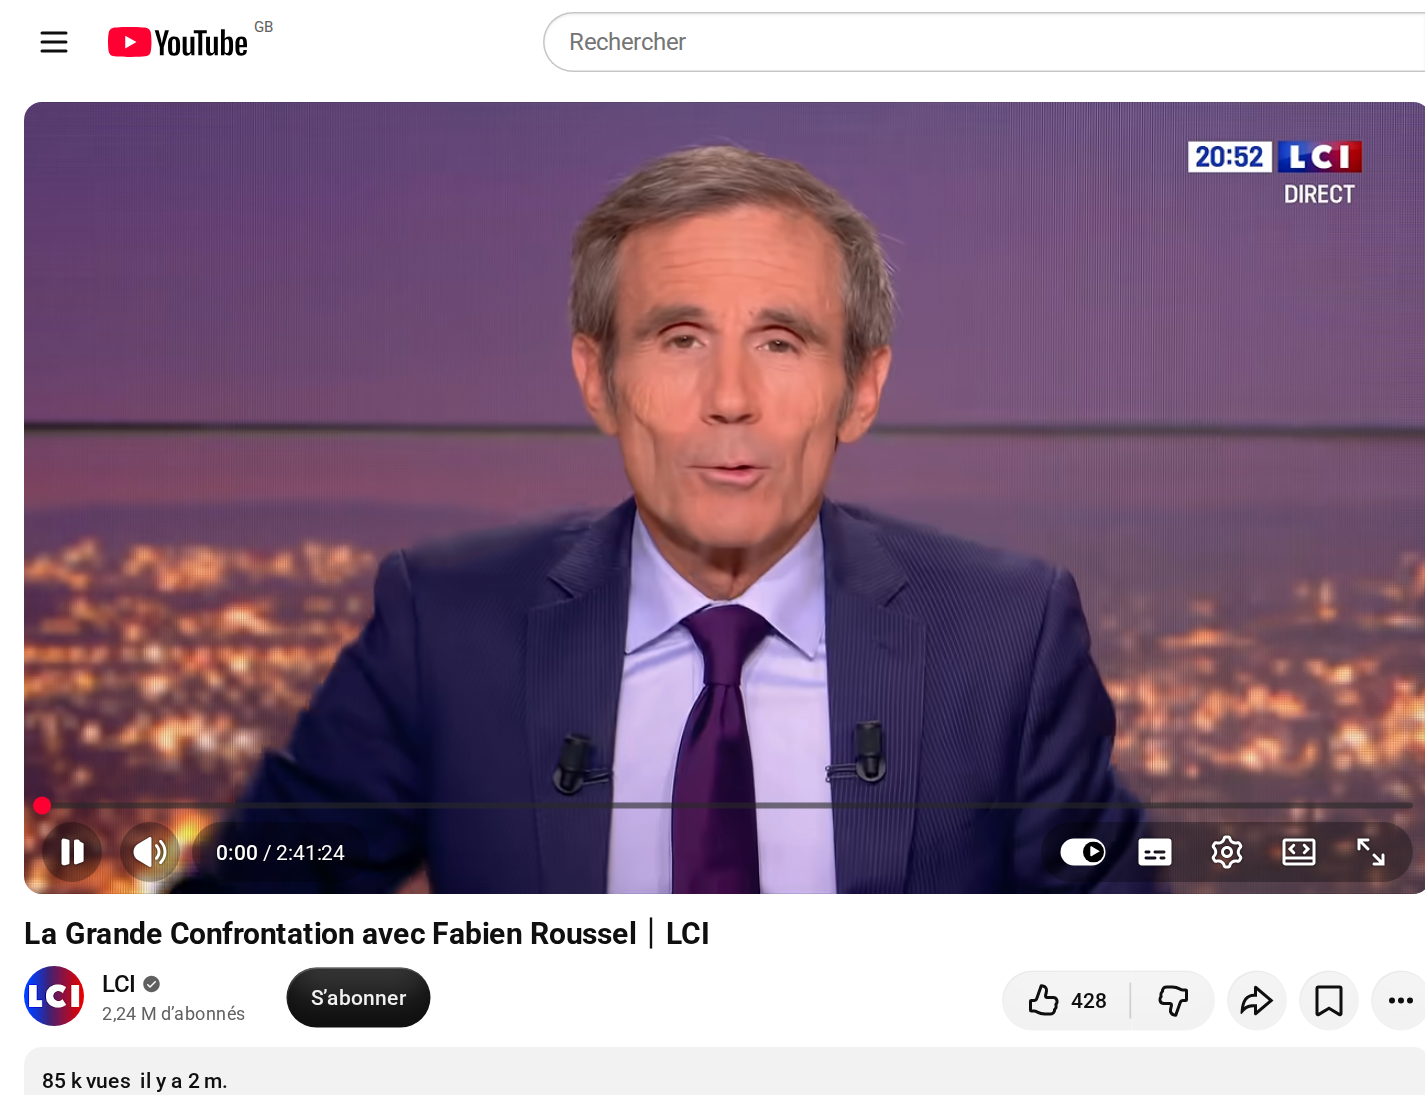 YouTube GB
Rechercher
20:52 LCI
DIRECT
0:00 / 2:41:24
La Grande Confrontation avec Fabien Roussel | LCI
LCI
LCI
2,24 M d’abonnés
S’abonner
428
85 k vues il y a 2 m.